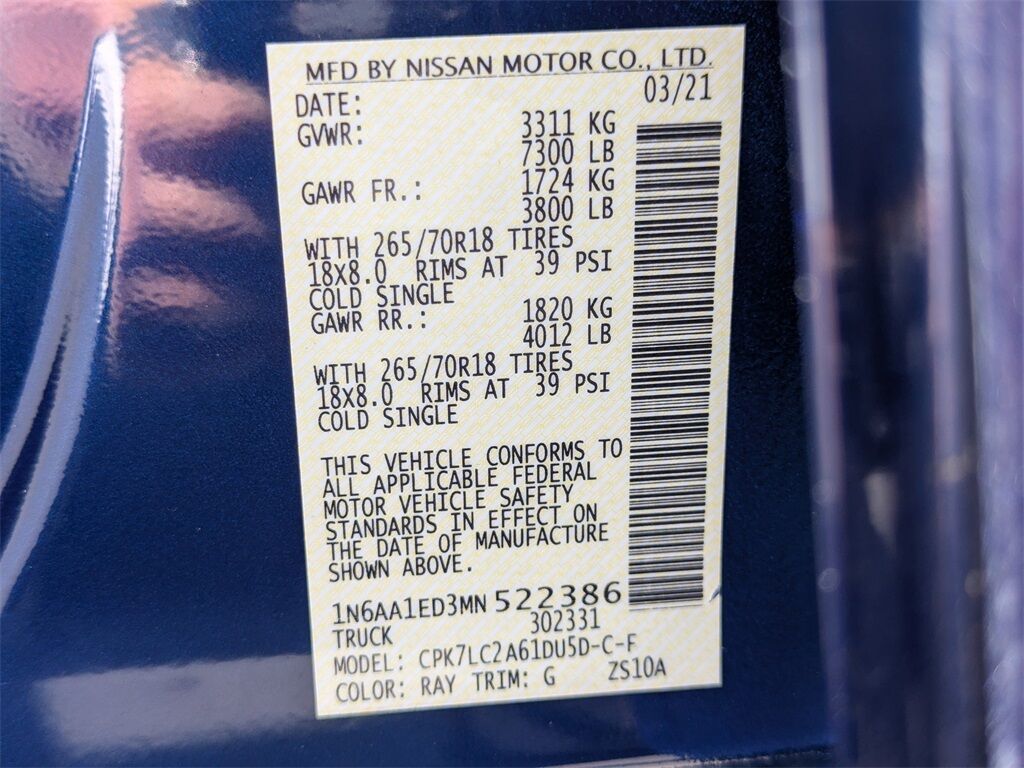 MFD BY NISSAN MOTOR CO., LTD.
DATE: 03/21
GVWR: 3311 KG
7300 LB
GAWR FR.: 1724 KG
3800 LB
WITH 265/70R18 TIRES
18X8.0 RIMS AT 39 PSI
COLD SINGLE
GAWR RR.: 1820 KG
4012 LB
WITH 265/70R18 TIRES
18X8.0 RIMS AT 39 PSI
COLD SINGLE
THIS VEHICLE CONFORMS TO
ALL APPLICABLE FEDERAL
MOTOR VEHICLE SAFETY
STANDARDS IN EFFECT ON
THE DATE OF MANUFACTURE
SHOWN ABOVE.
1N6AA1ED3MN522386
TRUCK 302331
MODEL: CPK7LC2A61DU5D-C-F
COLOR: RAY TRIM: G ZS10A